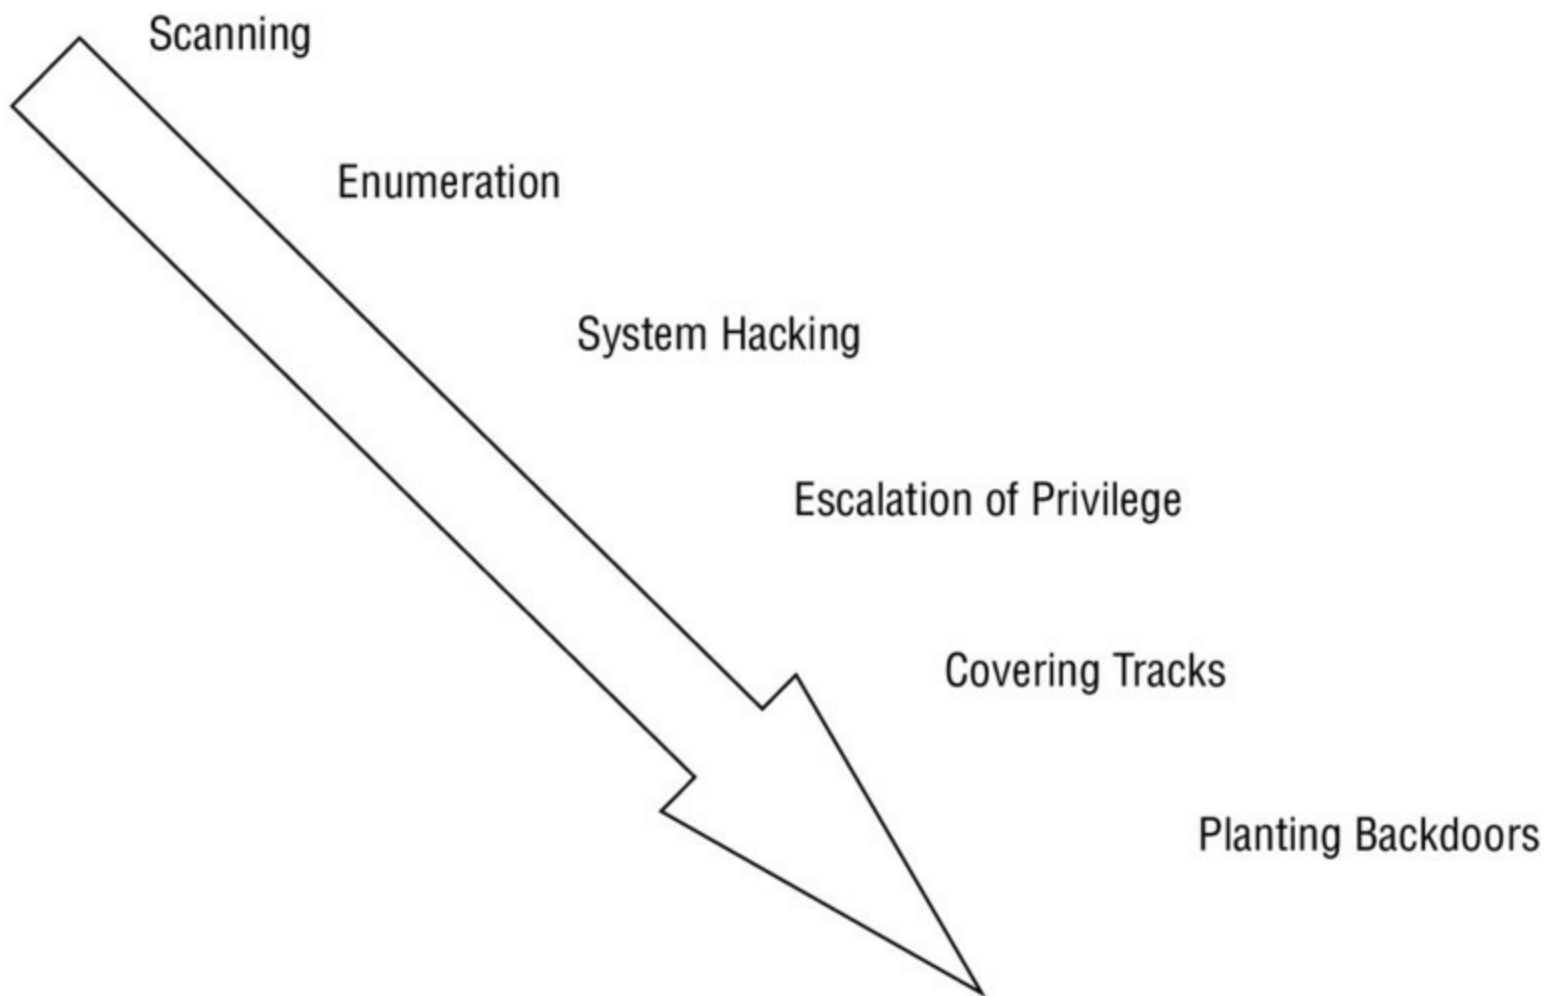 Scanning
Enumeration
System Hacking
Escalation of Privilege
Covering Tracks
Planting Backdoors